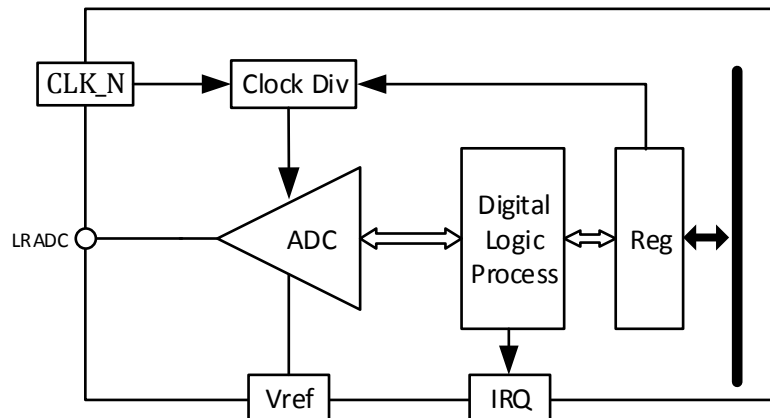 CLK_N
Clock Div
LRADC
ADC
Digital
Logic
Process
Reg
Vref
IRQ